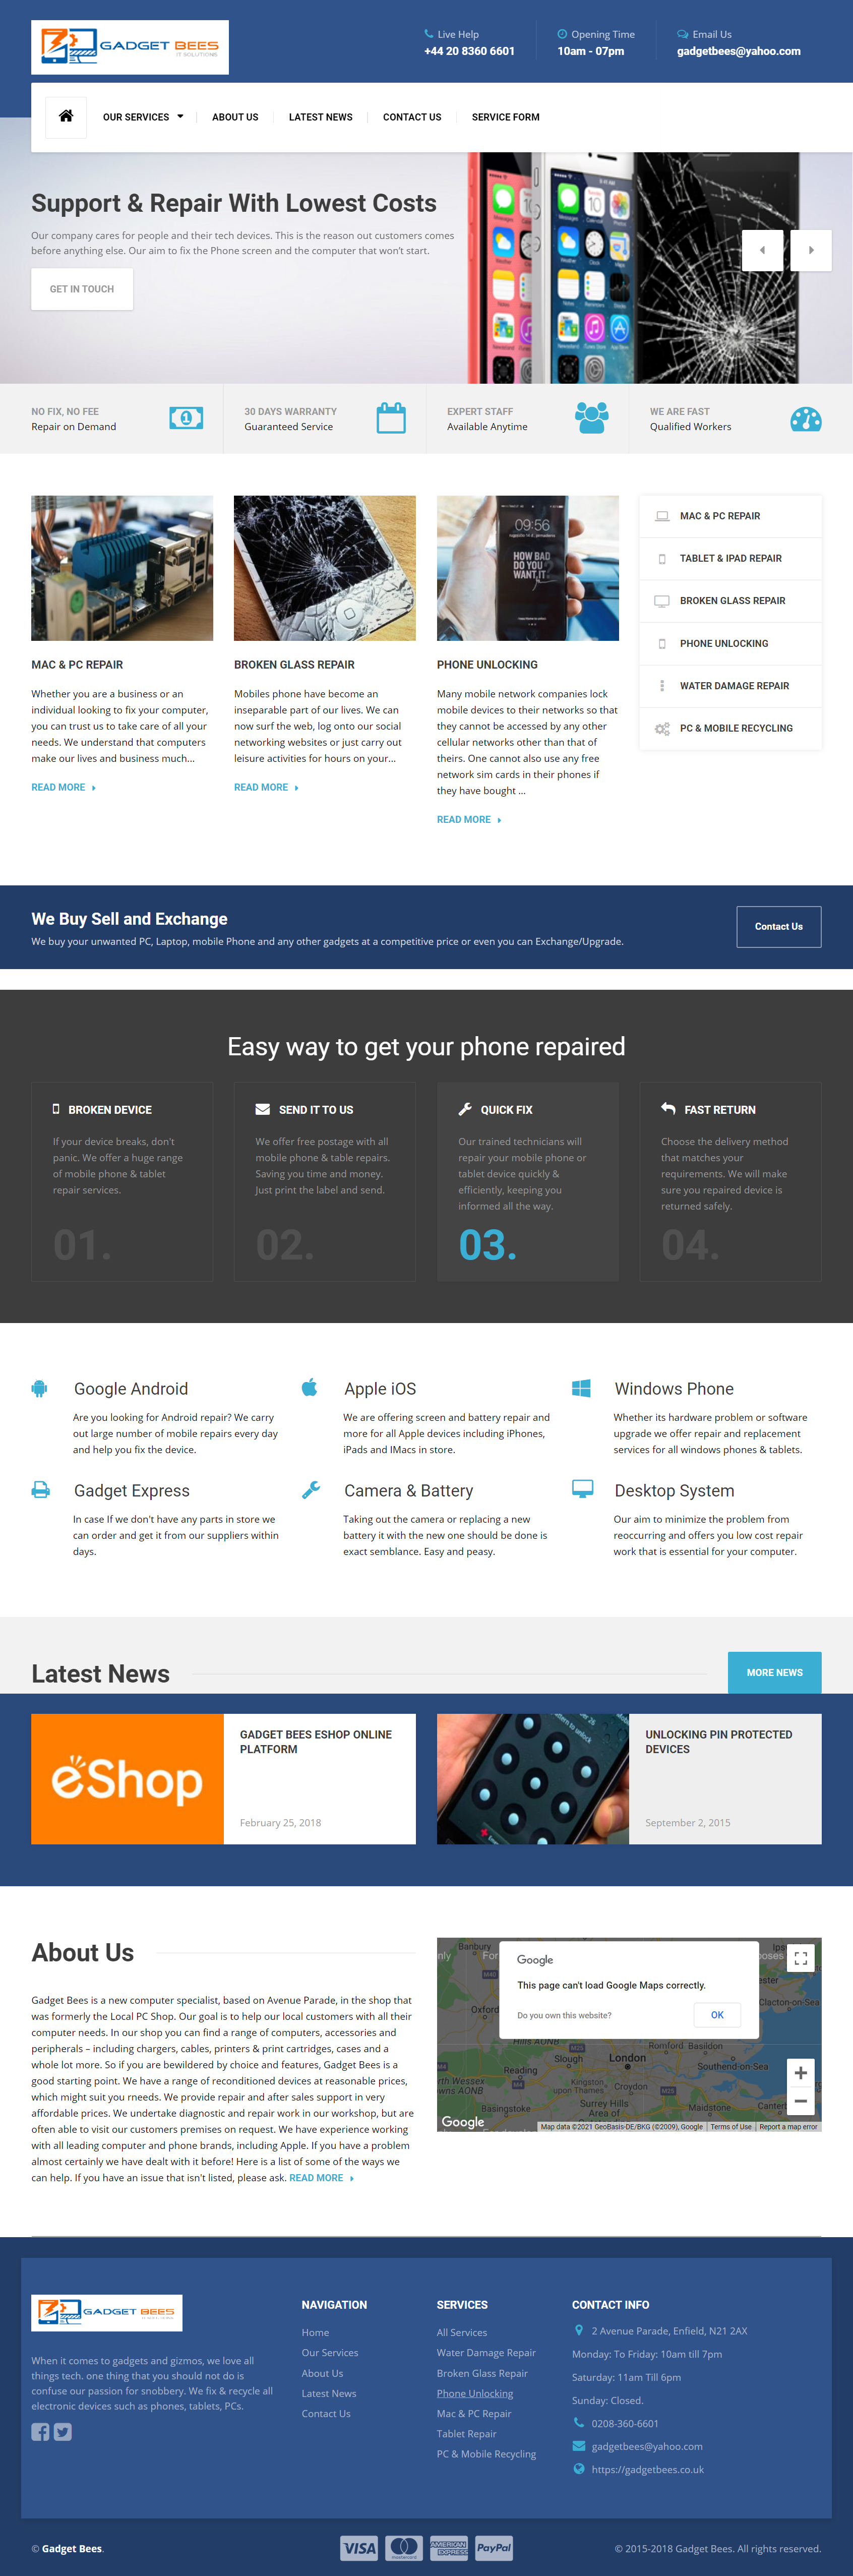 GADGET BEES
IT SOLUTIONS
Live Help
+44 20 8360 6601
Opening Time
10am - 07pm
Email Us
gadgetbees@yahoo.com
OUR SERVICES
ABOUT US
LATEST NEWS
CONTACT US
SERVICE FORM
Support & Repair With Lowest Costs
Our company cares for people and their tech devices. This is the reason out customers comes
before anything else. Our aim to fix the Phone screen and the computer that won't start.
GET IN TOUCH
NO FIX, NO FEE
Repair on Demand
30 DAYS WARRANTY
Guaranteed Service
EXPERT STAFF
Available Anytime
WE ARE FAST
Qualified Workers
09:56
HOW BAD
DO YOU
WANT IT
MAC & PC REPAIR
Whether you are a business or an
individual looking to fix your computer,
you can trust us to take care of all your
needs. We understand that computers
make our lives and business much...
READ MORE
BROKEN GLASS REPAIR
Mobiles phone have become an
inseparable part of our lives. We can
now surf the web, log onto our social
networking websites or just carry out
leisure activities for hours on your...
READ MORE
PHONE UNLOCKING
Many mobile network companies lock
mobile devices to their networks so that
they cannot be accessed by any other
cellular networks other than that of
theirs. One cannot also use any free
network sim cards in their phones if
they have bought ...
READ MORE
MAC & PC REPAIR
TABLET & IPAD REPAIR
BROKEN GLASS REPAIR
PHONE UNLOCKING
WATER DAMAGE REPAIR
PC & MOBILE RECYCLING
We Buy Sell and Exchange
We buy your unwanted PC, Laptop, mobile Phone and any other gadgets at a competitive price or even you can Exchange/Upgrade.
Contact Us
Easy way to get your phone repaired
BROKEN DEVICE
If your device breaks, don't
panic. We offer a huge range
of mobile phone & tablet
repair services.
01.
SEND IT TO US
We offer free postage with all
mobile phone & table repairs.
Saving you time and money.
Just print the label and send.
02.
QUICK FIX
Our trained technicians will
repair your mobile phone or
tablet device quickly &
efficiently, keeping you
informed all the way.
03.
FAST RETURN
Choose the delivery method
that matches your
requirements. We will make
sure you repaired device is
returned safely.
04.
Google Android
Are you looking for Android repair? We carry
out large number of mobile repairs every day
and help you fix the device.
Apple iOS
We are offering screen and battery repair and
more for all Apple devices including iPhones,
iPads and IMacs in store.
Windows Phone
Whether its hardware problem or software
upgrade we offer repair and replacement
services for all windows phones & tablets.
Gadget Express
In case If we don't have any parts in store we
can order and get it from our suppliers within
days.
Camera & Battery
Taking out the camera or replacing a new
battery it with the new one should be done is
exact semblance. Easy and peasy.
Desktop System
Our aim to minimize the problem from
reoccurring and offers you low cost repair
work that is essential for your computer.
Latest News
MORE NEWS
eShop
GADGET BEES ESHOP ONLINE
PLATFORM
February 25, 2018
UNLOCKING PIN PROTECTED
DEVICES
September 2, 2015
About Us
Gadget Bees is a new computer specialist, based on Avenue Parade, in the shop that
was formerly the Local PC Shop. Our goal is to help our local customers with all their
computer needs. In our shop you can find a range of computers, accessories and
peripherals – including chargers, cables, printers & print cartridges, cases and a
whole lot more. So if you are bewildered by choice and features, Gadget Bees is a
good starting point. We have a range of reconditioned devices at reasonable prices,
which might suit you rneeds. We provide repair and after sales support in very
affordable prices. We undertake diagnostic and repair work in our workshop, but are
often able to visit our customers premises on request. We have experience working
with all leading computer and phone brands, including Apple. If you have a problem
almost certainly we have dealt with it before! Here is a list of some of the ways we
can help. If you have an issue that isn't listed, please ask. READ MORE
Banbury
Google
This page can't load Google Maps correctly.
Do you own this website?
OK
Oxford
Clacton-on-Sea
Slough
London
Romford
Basildon
Southend-on-Sea
Reading
Kingston
upon Thames
Croydon
Basingstoke
Surrey Hills
Area of
Maidstone
Google
Map data ©2021 GeoBasis-DE/BKG (©2009), Google
Terms of Use
Report a map error
GADGET BEES
When it comes to gadgets and gizmos, we love all
things tech. one thing that you should not do is
confuse our passion for snobbery. We fix & recycle all
electronic devices such as phones, tablets, PCs.
NAVIGATION
Home
Our Services
About Us
Latest News
Contact Us
SERVICES
All Services
Water Damage Repair
Broken Glass Repair
Phone Unlocking
Mac & PC Repair
Tablet Repair
PC & Mobile Recycling
CONTACT INFO
2 Avenue Parade, Enfield, N21 2AX
Monday: To Friday: 10am till 7pm
Saturday: 11am Till 6pm
Sunday: Closed.
0208-360-6601
gadgetbees@yahoo.com
https://gadgetbees.co.uk
© Gadget Bees.
VISA
AMERICAN EXPRESS
PayPal
© 2015-2018 Gadget Bees. All rights reserved.